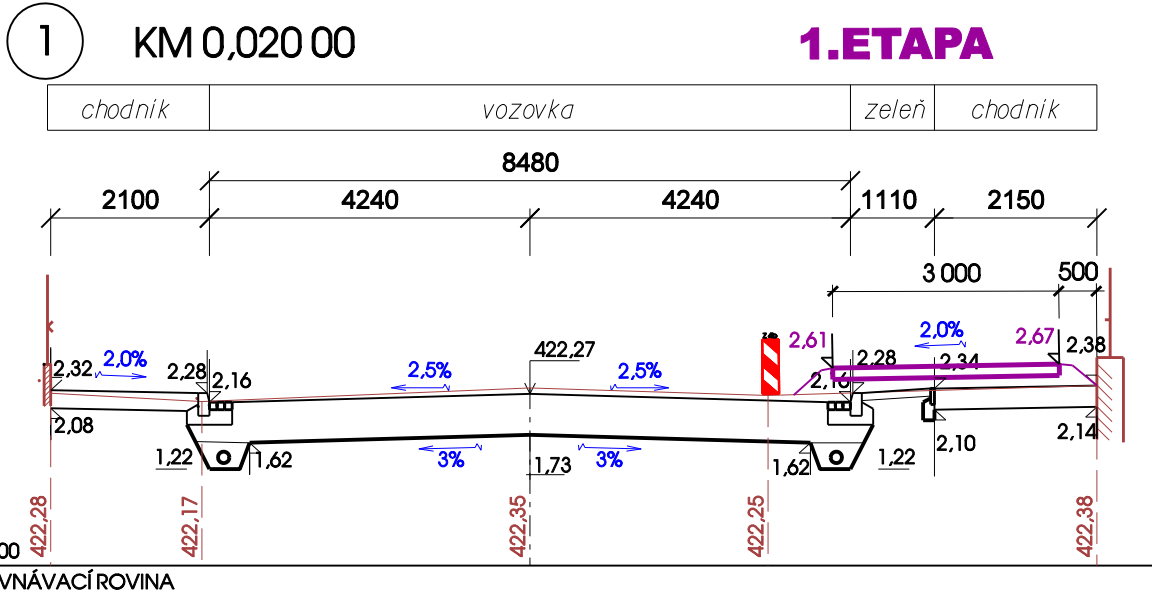 1 KM 0,020 00 1.ETAPA
chodník vozovka zeleň chodník
8480
2100 4240 4240 1110 2150
3 000 500
2,61 2,0% 2,67
2,32 2,0% 2,28 2,16 2,5% 422,27 2,5% 2,16 2,28 2,34 2,38
2,08 2,10 2,14
1,22 1,62 3% 1,73 3% 1,62 1,22
422,28 422,17 422,35 422,25 422,38
00
VNÁVACÍ ROVINA